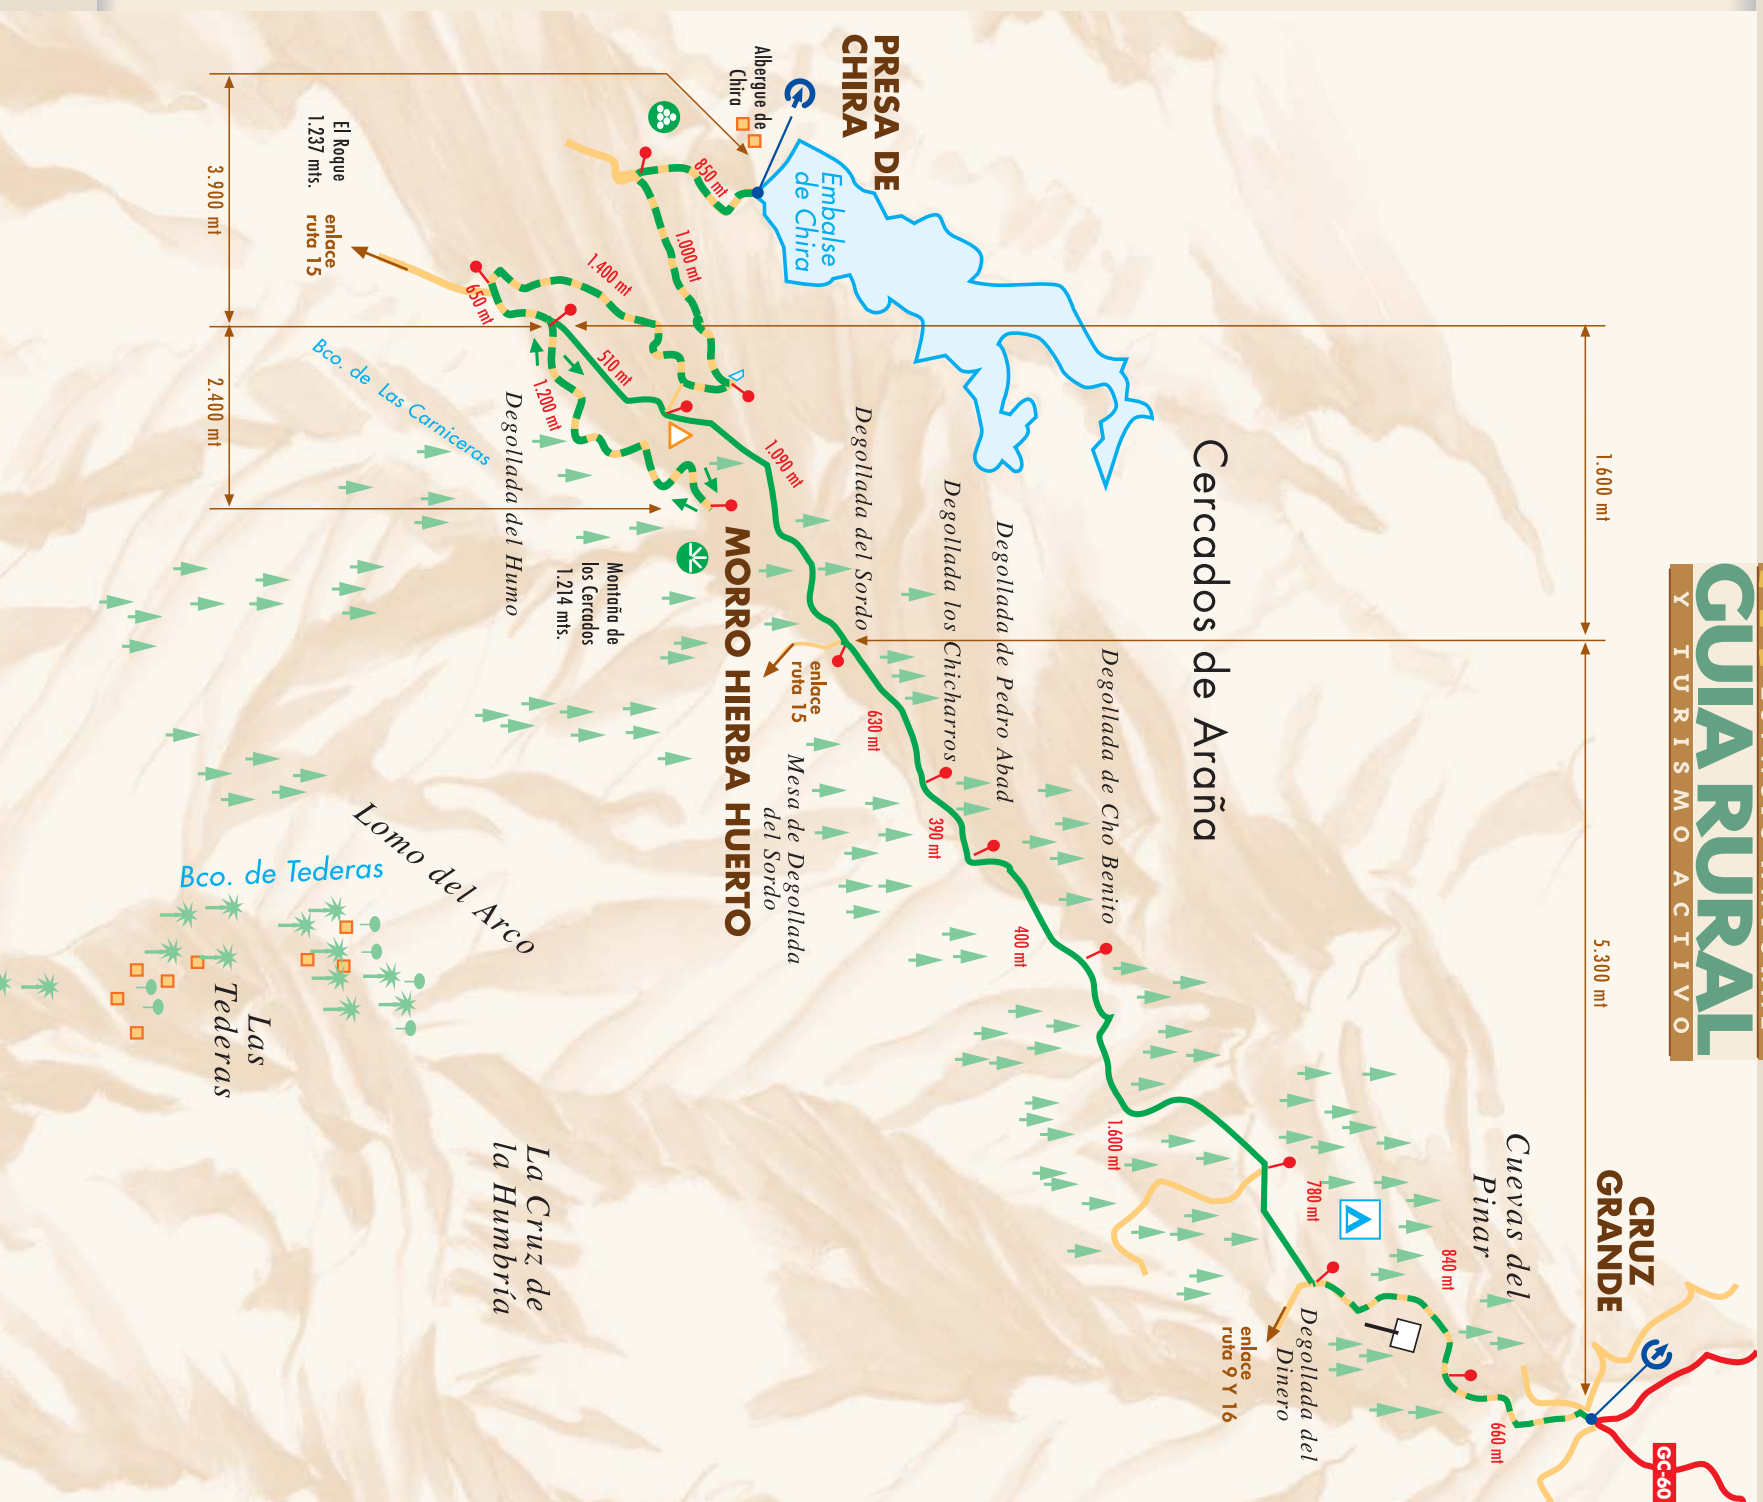 GUIA RURAL
Y TURISMO ACTIVO
1.600 mt
5.300 mt
CRUZ
GRANDE
GC-60
Cuevas del
Pinar
660 mt
840 mt
780 mt
Degollada del
Dinero
enlace
ruta 9 Y 16
Cercados de Araña
Degollada de Cho Benito
1.600 mt
400 mt
Degollada de Pedro Abad
Degollada los Chicharros
390 mt
630 mt
Degollada del Sordo
PRESA DE
CHIRA
Embalse
de Chira
Albergue de
Chira
850 mt
1.000 mt
1.400 mt
650 mt
510 mt
1.200 mt
1.090 mt
enlace
ruta 15
Mesa de Degollada
del Sordo
MORRO HIERBA HUERTO
Montaña de
los Cercados
1.214 mts.
Degollada del Humo
La Cruz de
la Humbría
Lomo del Arco
Bco. de Las Carniceras
El Roque
1.237 mts.
enlace
ruta 15
Bco. de Tederas
Las
Tederas
3.900 mt
2.400 mt